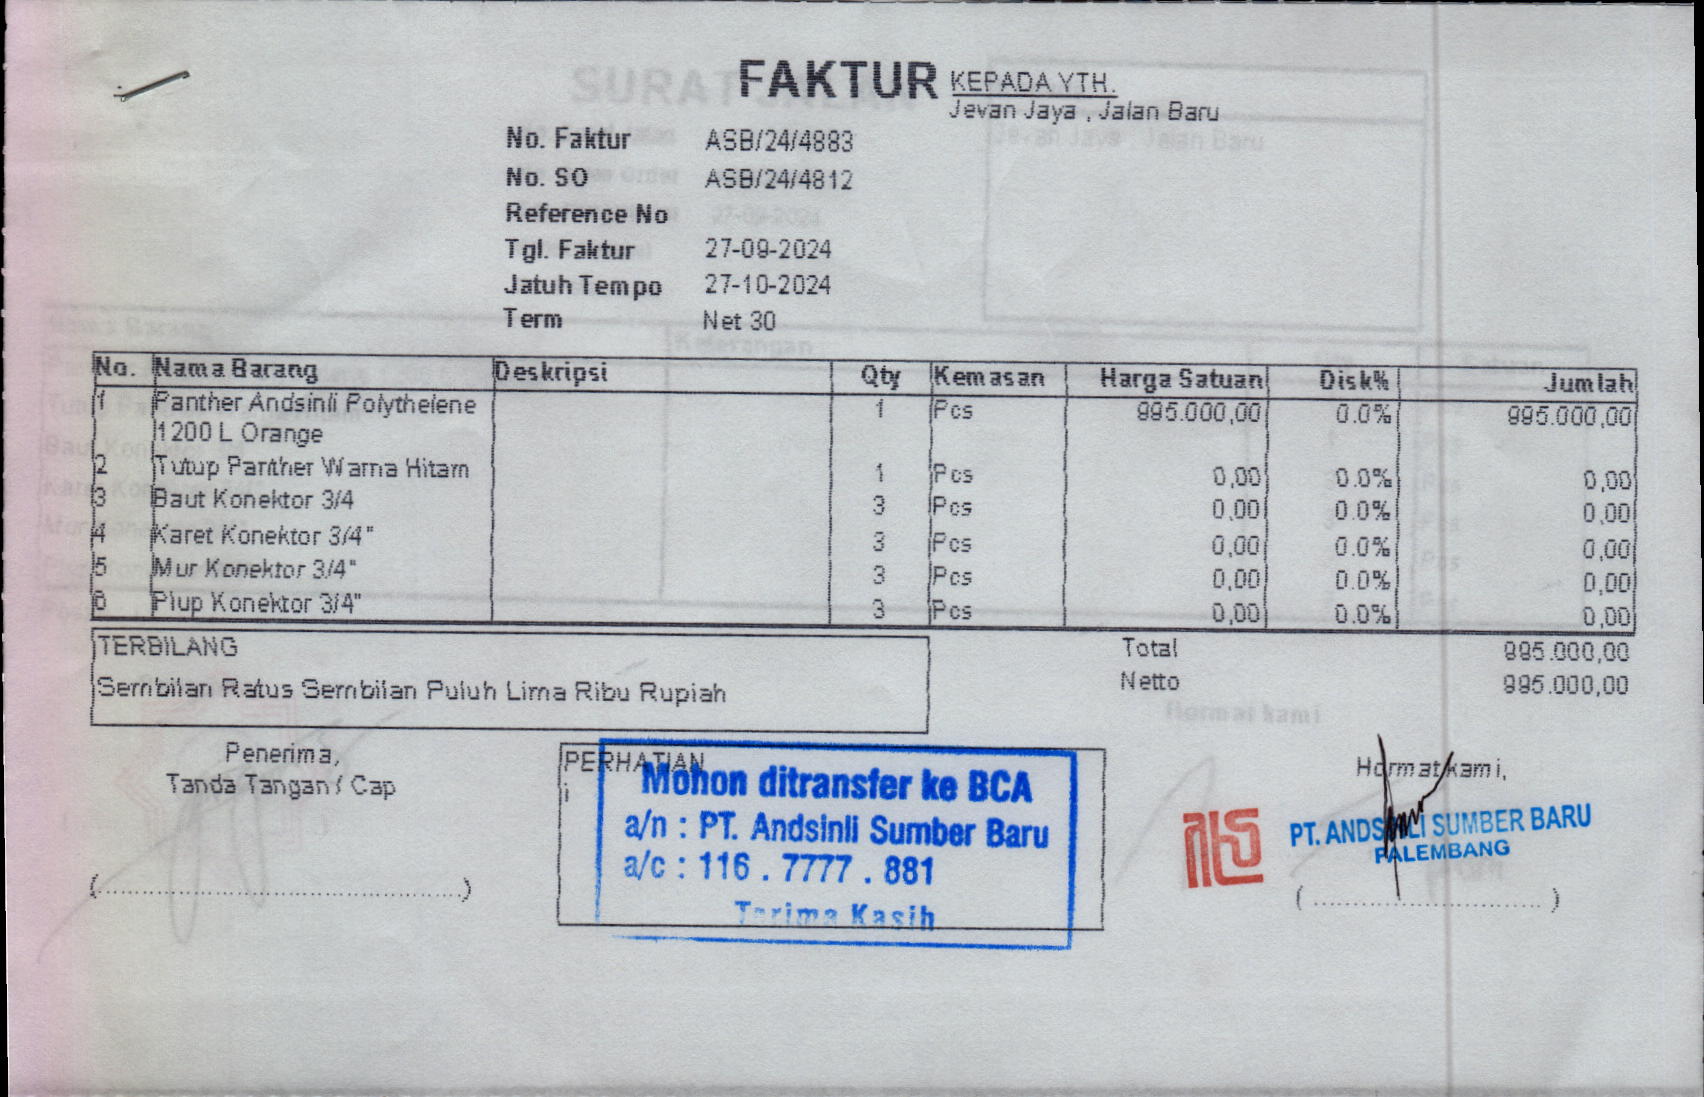 FAKTUR
KEPADA YTH.
Jevan Jaya , Jalan Baru
No. Faktur ASB/24/4883
No. SO ASB/24/4812
Reference No
Tgl. Faktur 27-09-2024
Jatuh Tempo 27-10-2024
Term Net 30
No. Nama Barang Deskripsi Qty Kemasan Harga Satuan Disk% Jumlah
1 Panther Andsinli Polythelene 1 Pcs 995.000,00 0.0% 995.000,00
1200 L Orange
2 Tutup Panther Warna Hitam 1 Pcs 0,00 0.0% 0,00
3 Baut Konektor 3/4 3 Pcs 0,00 0.0% 0,00
4 Karet Konektor 3/4" 3 Pcs 0,00 0.0% 0,00
5 Mur Konektor 3/4" 3 Pcs 0,00 0.0% 0,00
6 Plup Konektor 3/4" 3 Pcs 0,00 0.0% 0,00
TERBILANG
Sembilan Ratus Sembilan Puluh Lima Ribu Rupiah
Total 995.000,00
Netto 995.000,00
Penerima,
Tanda Tangan / Cap
PERHATIAN
i
Mohon ditransfer ke BCA
a/n : PT. Andsinli Sumber Baru
a/c : 116 . 7777 . 881
Terima Kasih
Hormat kami,
PT. ANDSINLI SUMBER BARU
PALEMBANG